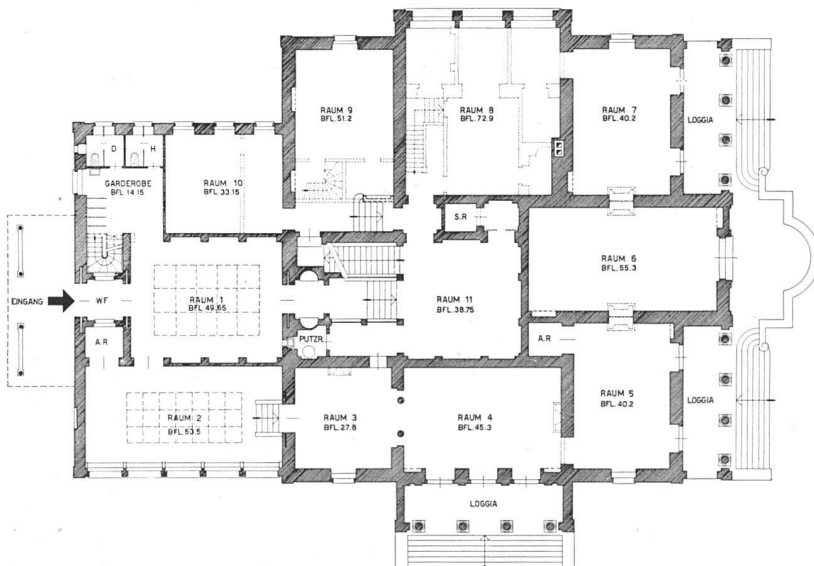 RAUM 9
BFL. 51.2
RAUM 8
BFL. 72.9
RAUM 7
BFL. 40.2
LOGGIA
D
H
GARDEROBE
BFL 14.15
RAUM 10
BFL. 33.15
S.R
RAUM 6
BFL. 55.3
EINGANG
WF
RAUM 1
BFL 49.65
RAUM 11
BFL. 38.75
A.R
PUTZR.
A.R
RAUM 2
BFL. 53.5
RAUM 3
BFL. 27.8
RAUM 4
BFL. 45.3
RAUM 5
BFL. 40.2
LOGGIA
LOGGIA